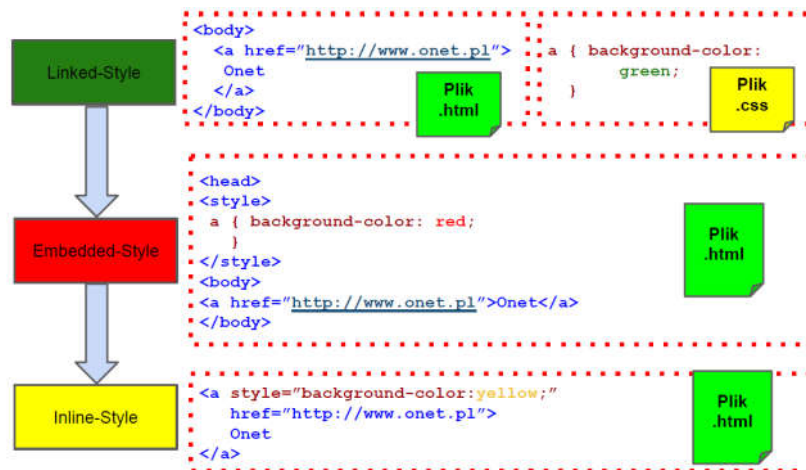 Linked-Style
<body>
<a href=”http://www.onet.pl”>
Onet
</a>
</body>
Plik
.html
a { background-color:
green;
}
Plik
.css
Embedded-Style
<head>
<style>
a { background-color: red;
}
</style>
<body>
<a href=”http://www.onet.pl”>Onet</a>
</body>
Plik
.html
Inline-Style
<a style=”background-color:yellow;”
href=”http://www.onet.pl”>
Onet
</a>
Plik
.html